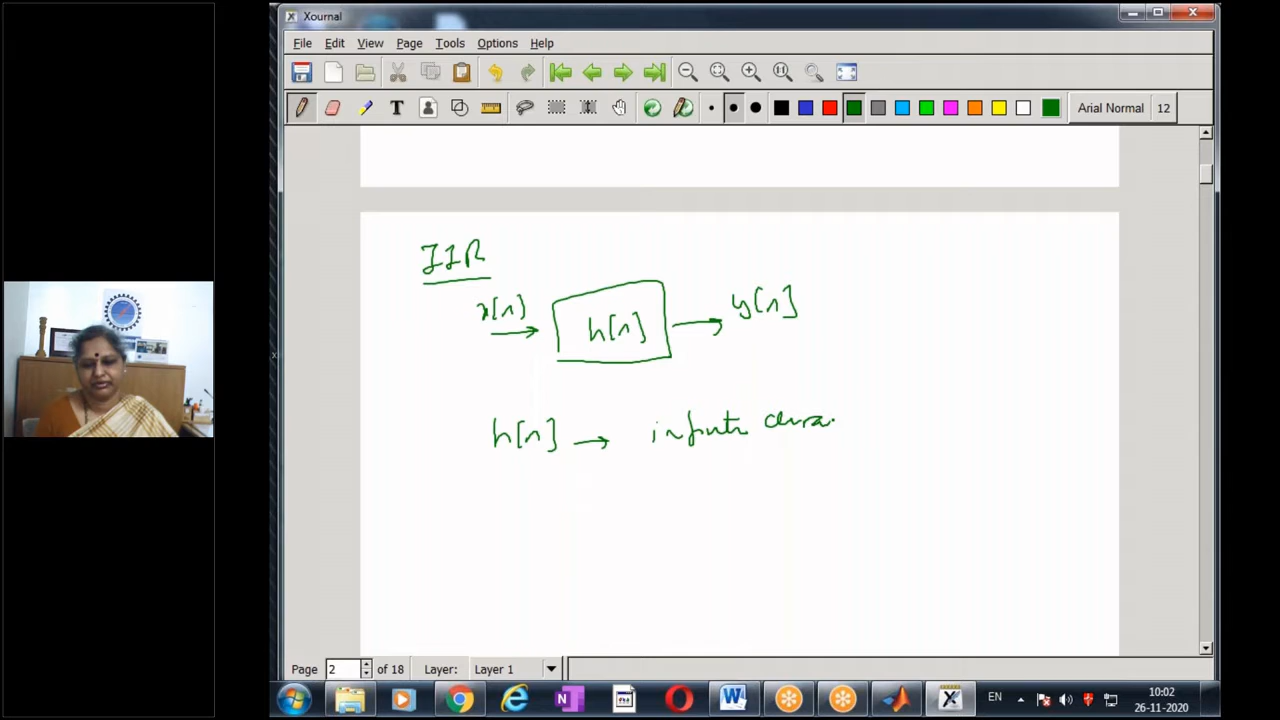 Xournal
File Edit View Page Tools Options Help
Arial Normal 12
IIR
x[n] → h[n] → y[n]
h[n] → infinite dura
Page 2 of 18 Layer: Layer 1
EN 10:02
26-11-2020